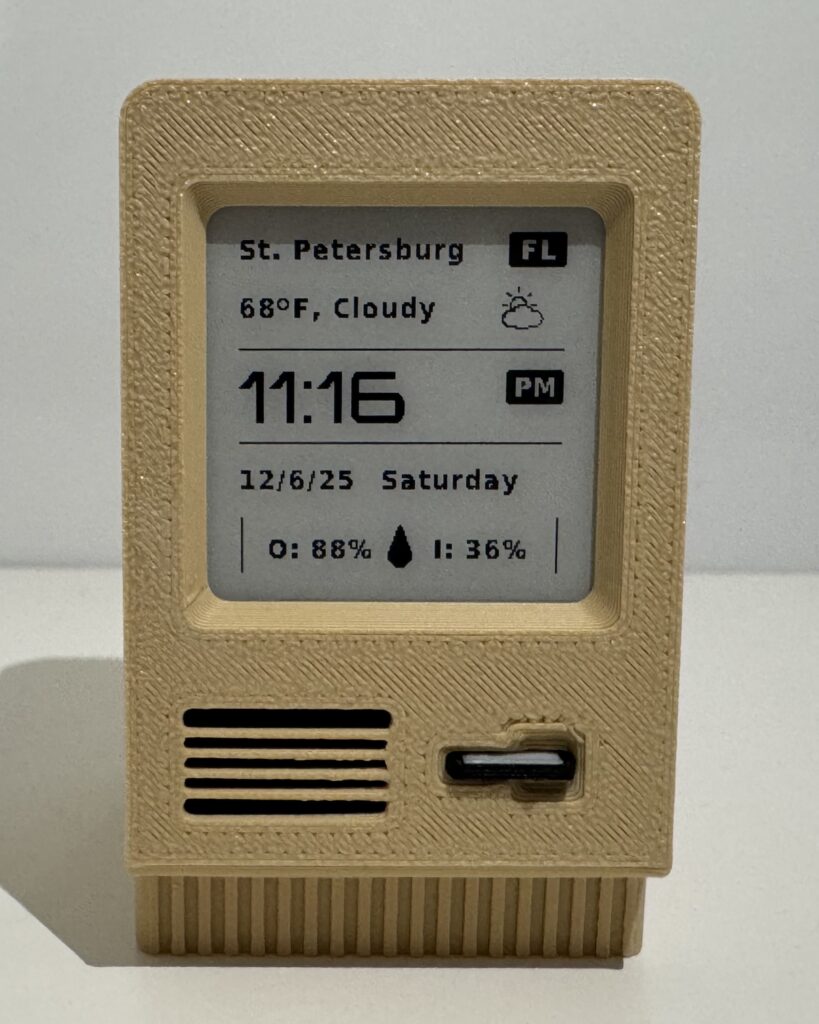 St. Petersburg FL
68°F, Cloudy
11:16 PM
12/6/25 Saturday
O: 88% I: 36%